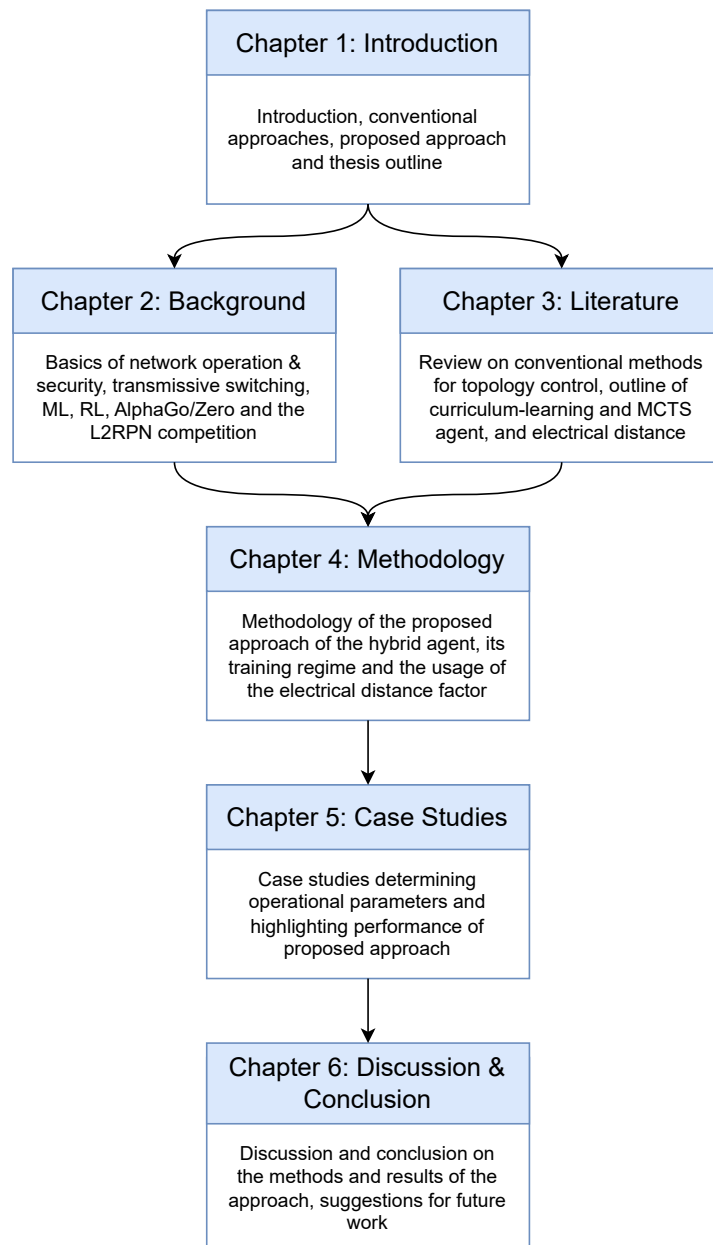 Chapter 1: Introduction
Introduction, conventional
approaches, proposed approach
and thesis outline
Chapter 2: Background
Basics of network operation &
security, transmissive switching,
ML, RL, AlphaGo/Zero and the
L2RPN competition
Chapter 3: Literature
Review on conventional methods
for topology control, outline of
curriculum-learning and MCTS
agent, and electrical distance
Chapter 4: Methodology
Methodology of the proposed
approach of the hybrid agent, its
training regime and the usage of
the electrical distance factor
Chapter 5: Case Studies
Case studies determining
operational parameters and
highlighting performance of
proposed approach
Chapter 6: Discussion &
Conclusion
Discussion and conclusion on
the methods and results of the
approach, suggestions for future
work